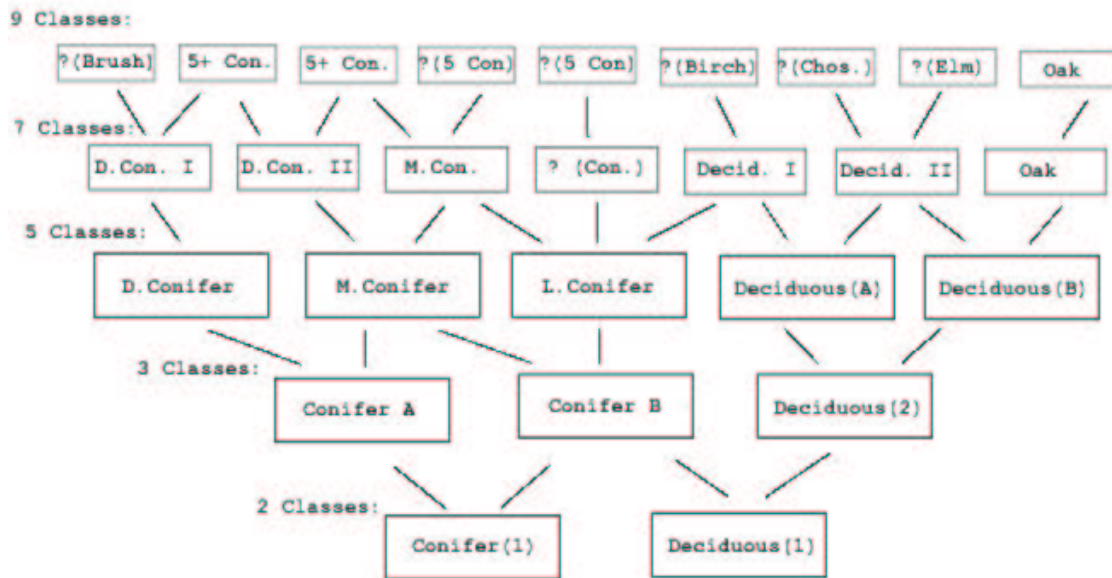 9 Classes:
?(Brush) 5+ Con. 5+ Con. ?(5 Con) ?(5 Con) ?(Birch) ?(Chos.) ?(Elm) Oak
7 Classes:
D.Con. I D.Con. II M.Con. ? (Con.) Decid. I Decid. II Oak
5 Classes:
D.Conifer M.Conifer L.Conifer Deciduous(A) Deciduous(B)
3 Classes:
Conifer A Conifer B Deciduous(2)
2 Classes:
Conifer(1) Deciduous(1)